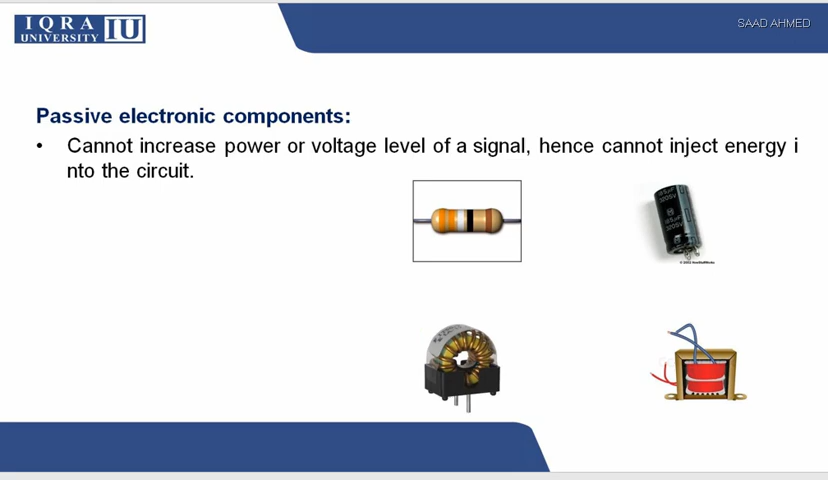 IQRA
UNIVERSITY
IU
SAAD AHMED
Passive electronic components:
• Cannot increase power or voltage level of a signal, hence cannot inject energy i
nto the circuit.